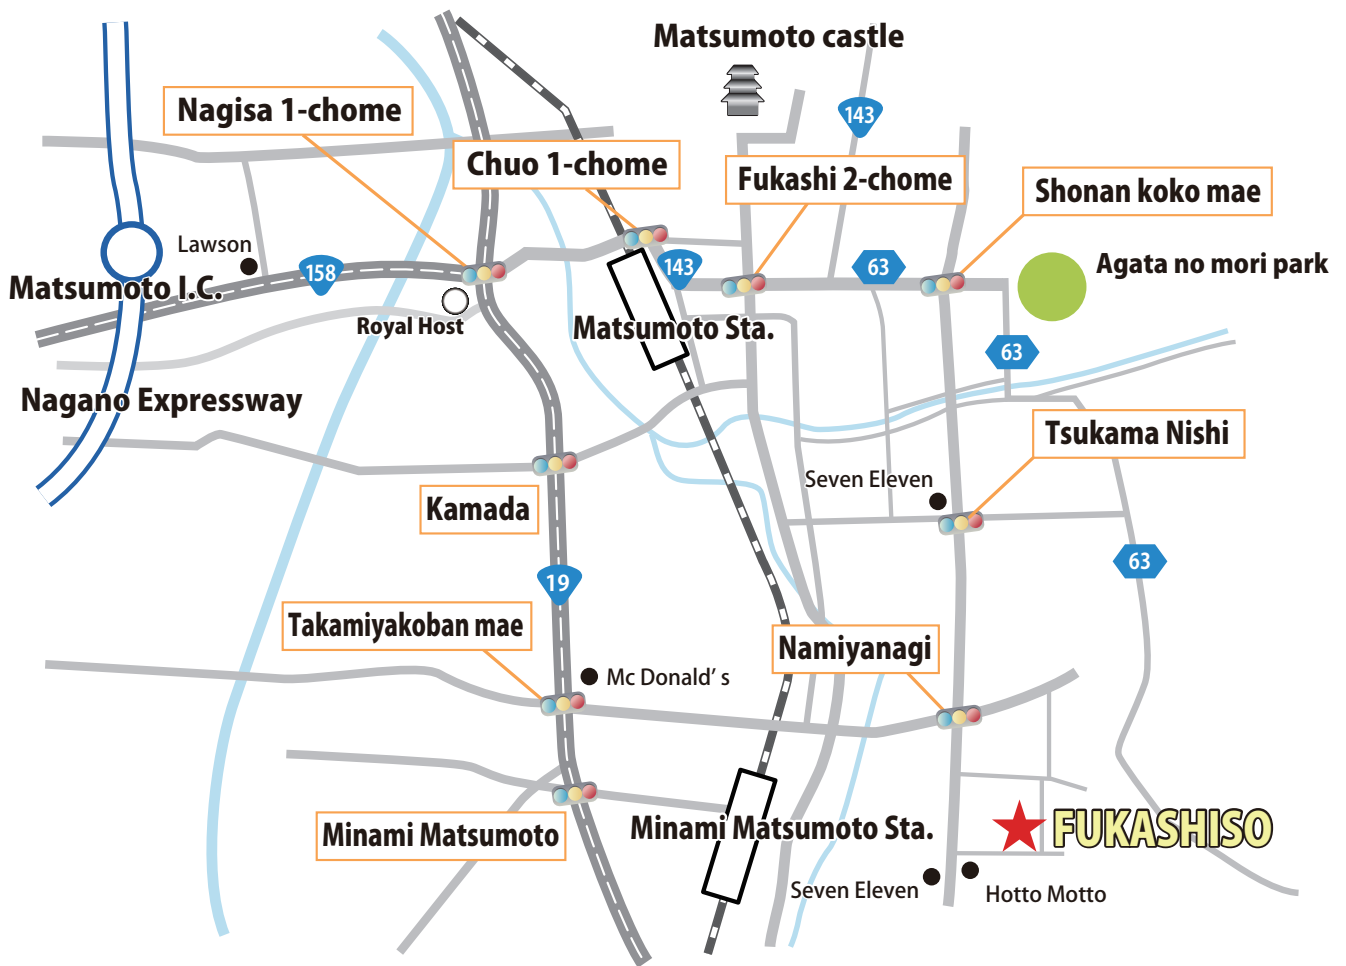 Matsumoto castle
Nagisa 1-chome
143
Chuo 1-chome
Fukashi 2-chome
Shonan koko mae
Lawson
Matsumoto I.C.
158
143
63
Agata no mori park
Royal Host
Matsumoto Sta.
63
Nagano Expressway
Tsukama Nishi
Seven Eleven
Kamada
63
19
Takamiyakoban mae
Namiyanagi
Mc Donald’ s
Minami Matsumoto
Minami Matsumoto Sta.
FUKASHISO
Seven Eleven
Hotto Motto